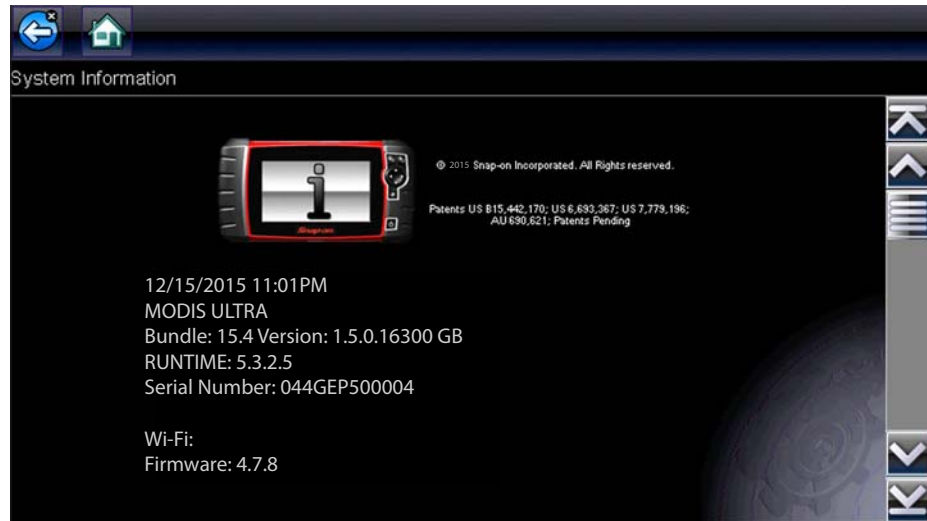 System Information
© 2015 Snap-on Incorporated. All Rights reserved.
Patents US B15,442,170; US 6,693,367; US 7,779,196;
AU 690,621; Patents Pending
Snap-on
12/15/2015 11:01PM
MODIS ULTRA
Bundle: 15.4 Version: 1.5.0.16300 GB
RUNTIME: 5.3.2.5
Serial Number: 044GEP500004
Wi-Fi:
Firmware: 4.7.8